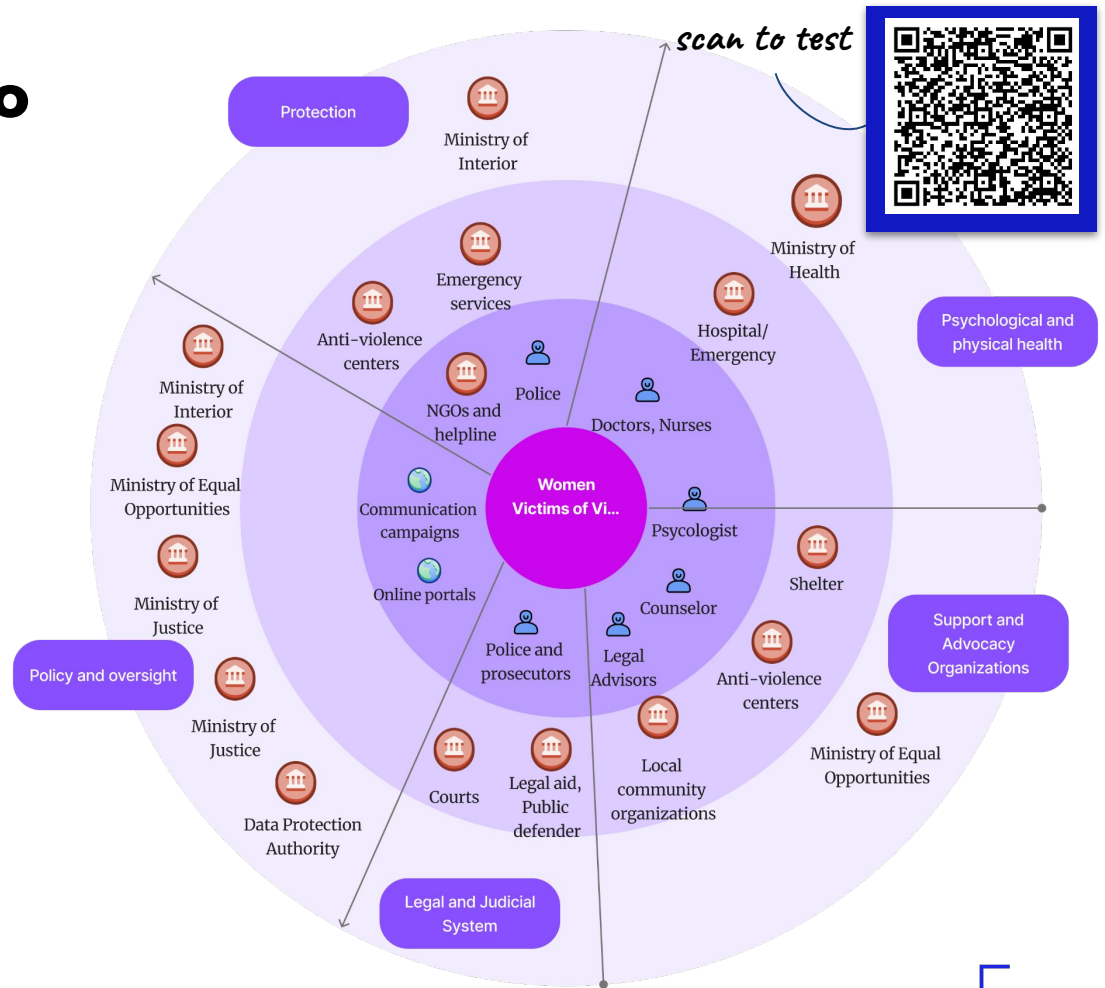 o
scan to test
Protection
Ministry of
Interior
Ministry of
Health
Emergency
services
Anti-violence
centers
Hospital/
Emergency
Psychological and
physical health
Ministry of
Interior
NGOs and
helpline
Police
Doctors, Nurses
Ministry of Equal
Opportunities
Communication
campaigns
Women
Victims of Vi...
Psycologist
Online portals
Shelter
Counselor
Ministry of
Justice
Police and
prosecutors
Legal
Advisors
Anti-violence
centers
Support and
Advocacy
Organizations
Policy and oversight
Ministry of
Justice
Ministry of Equal
Opportunities
Courts
Legal aid,
Public
defender
Local
community
organizations
Data Protection
Authority
Legal and Judicial
System